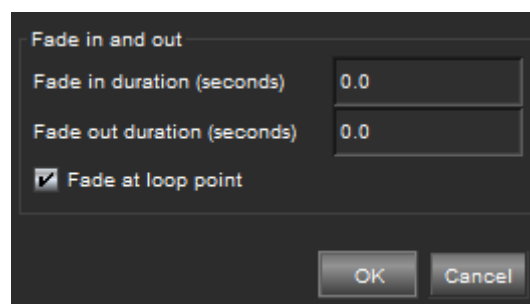 Fade in and out
Fade in duration (seconds) 0.0
Fade out duration (seconds) 0.0
Fade at loop point
OK Cancel